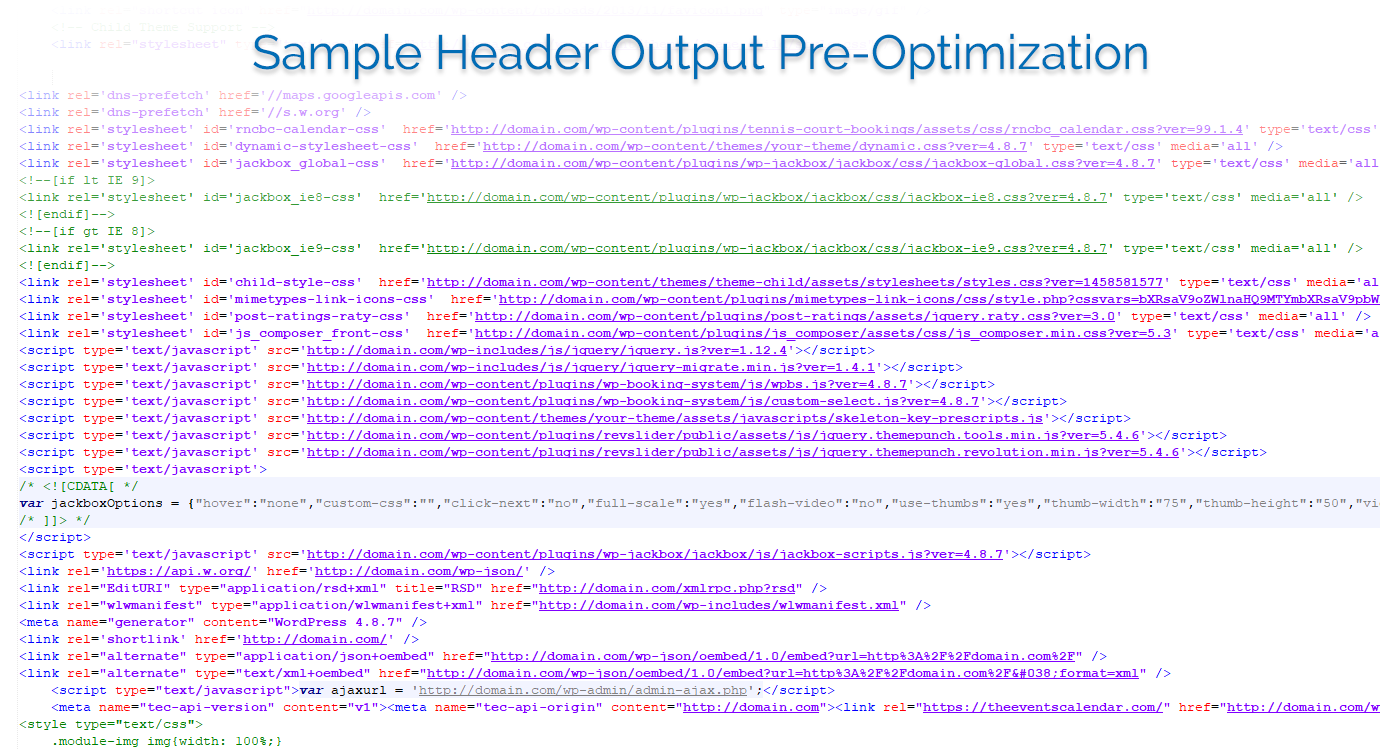 <!-- Child Theme Support -->
<link rel="stylesheet" ty
Sample Header Output Pre-Optimization
<link rel='dns-prefetch' href='//maps.googleapis.com' />
<link rel='dns-prefetch' href='//s.w.org' />
<link rel='stylesheet' id='rncbc-calendar-css'  href='http://domain.com/wp-content/plugins/tennis-court-bookings/assets/css/rncbc_calendar.css?ver=99.1.4' type='text/css'
<link rel='stylesheet' id='dynamic-stylesheet-css'  href='http://domain.com/wp-content/themes/your-theme/dynamic.css?ver=4.8.7' type='text/css' media='all' />
<link rel='stylesheet' id='jackbox_global-css'  href='http://domain.com/wp-content/plugins/wp-jackbox/jackbox/css/jackbox-global.css?ver=4.8.7' type='text/css' media='all
<!--[if lt IE 9]>
<link rel='stylesheet' id='jackbox_ie8-css'  href='http://domain.com/wp-content/plugins/wp-jackbox/jackbox/css/jackbox-ie8.css?ver=4.8.7' type='text/css' media='all' />
<![endif]-->
<!--[if gt IE 8]>
<link rel='stylesheet' id='jackbox_ie9-css'  href='http://domain.com/wp-content/plugins/wp-jackbox/jackbox/css/jackbox-ie9.css?ver=4.8.7' type='text/css' media='all' />
<![endif]-->
<link rel='stylesheet' id='child-style-css'  href='http://domain.com/wp-content/themes/theme-child/assets/stylesheets/styles.css?ver=1458581577' type='text/css' media='al
<link rel='stylesheet' id='mimetypes-link-icons-css'  href='http://domain.com/wp-content/plugins/mimetypes-link-icons/css/style.php?cssvars=bXRsaV9oZWlnaHQ9MTYmbXRsaV9pbW
<link rel='stylesheet' id='post-ratings-raty-css'  href='http://domain.com/wp-content/plugins/post-ratings/assets/jquery.raty.css?ver=3.0' type='text/css' media='all' />
<link rel='stylesheet' id='js_composer_front-css'  href='http://domain.com/wp-content/plugins/js_composer/assets/css/js_composer.min.css?ver=5.3' type='text/css' media='a
<script type='text/javascript' src='http://domain.com/wp-includes/js/jquery/jquery.js?ver=1.12.4'></script>
<script type='text/javascript' src='http://domain.com/wp-includes/js/jquery/jquery-migrate.min.js?ver=1.4.1'></script>
<script type='text/javascript' src='http://domain.com/wp-content/plugins/wp-booking-system/js/wpbs.js?ver=4.8.7'></script>
<script type='text/javascript' src='http://domain.com/wp-content/plugins/wp-booking-system/js/custom-select.js?ver=4.8.7'></script>
<script type='text/javascript' src='http://domain.com/wp-content/themes/your-theme/assets/javascripts/skeleton-key-prescripts.js'></script>
<script type='text/javascript' src='http://domain.com/wp-content/plugins/revslider/public/assets/js/jquery.themepunch.tools.min.js?ver=5.4.6'></script>
<script type='text/javascript' src='http://domain.com/wp-content/plugins/revslider/public/assets/js/jquery.themepunch.revolution.min.js?ver=5.4.6'></script>
<script type='text/javascript'>
/* <![CDATA[ */
var jackboxOptions = {"hover":"none","custom-css":"","click-next":"no","full-scale":"yes","flash-video":"no","use-thumbs":"yes","thumb-width":"75","thumb-height":"50","vi
/* ]]> */
</script>
<script type='text/javascript' src='http://domain.com/wp-content/plugins/wp-jackbox/jackbox/js/jackbox-scripts.js?ver=4.8.7'></script>
<link rel='https://api.w.org/' href='http://domain.com/wp-json/' />
<link rel="EditURI" type="application/rsd+xml" title="RSD" href="http://domain.com/xmlrpc.php?rsd" />
<link rel="wlwmanifest" type="application/wlwmanifest+xml" href="http://domain.com/wp-includes/wlwmanifest.xml" />
<meta name="generator" content="WordPress 4.8.7" />
<link rel='shortlink' href='http://domain.com/' />
<link rel="alternate" type="application/json+oembed" href="http://domain.com/wp-json/oembed/1.0/embed?url=http%3A%2F%2Fdomain.com%2F" />
<link rel="alternate" type="text/xml+oembed" href="http://domain.com/wp-json/oembed/1.0/embed?url=http%3A%2F%2Fdomain.com%2F&#038;format=xml" />
<script type="text/javascript">var ajaxurl = 'http://domain.com/wp-admin/admin-ajax.php';</script>
<meta name="tec-api-version" content="v1"><meta name="tec-api-origin" content="http://domain.com"><link rel="https://theeventscalendar.com/" href="http://domain.com/w
<style type="text/css">
.module-img img{width: 100%;}